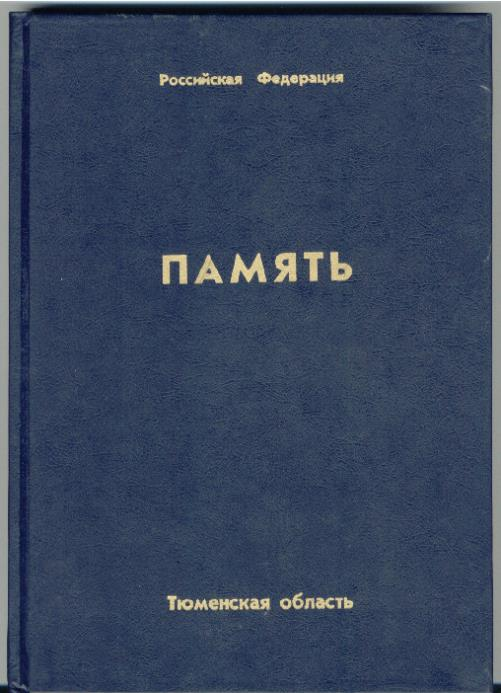 Российская Федерация
ПАМЯТЬ
Тюменская область